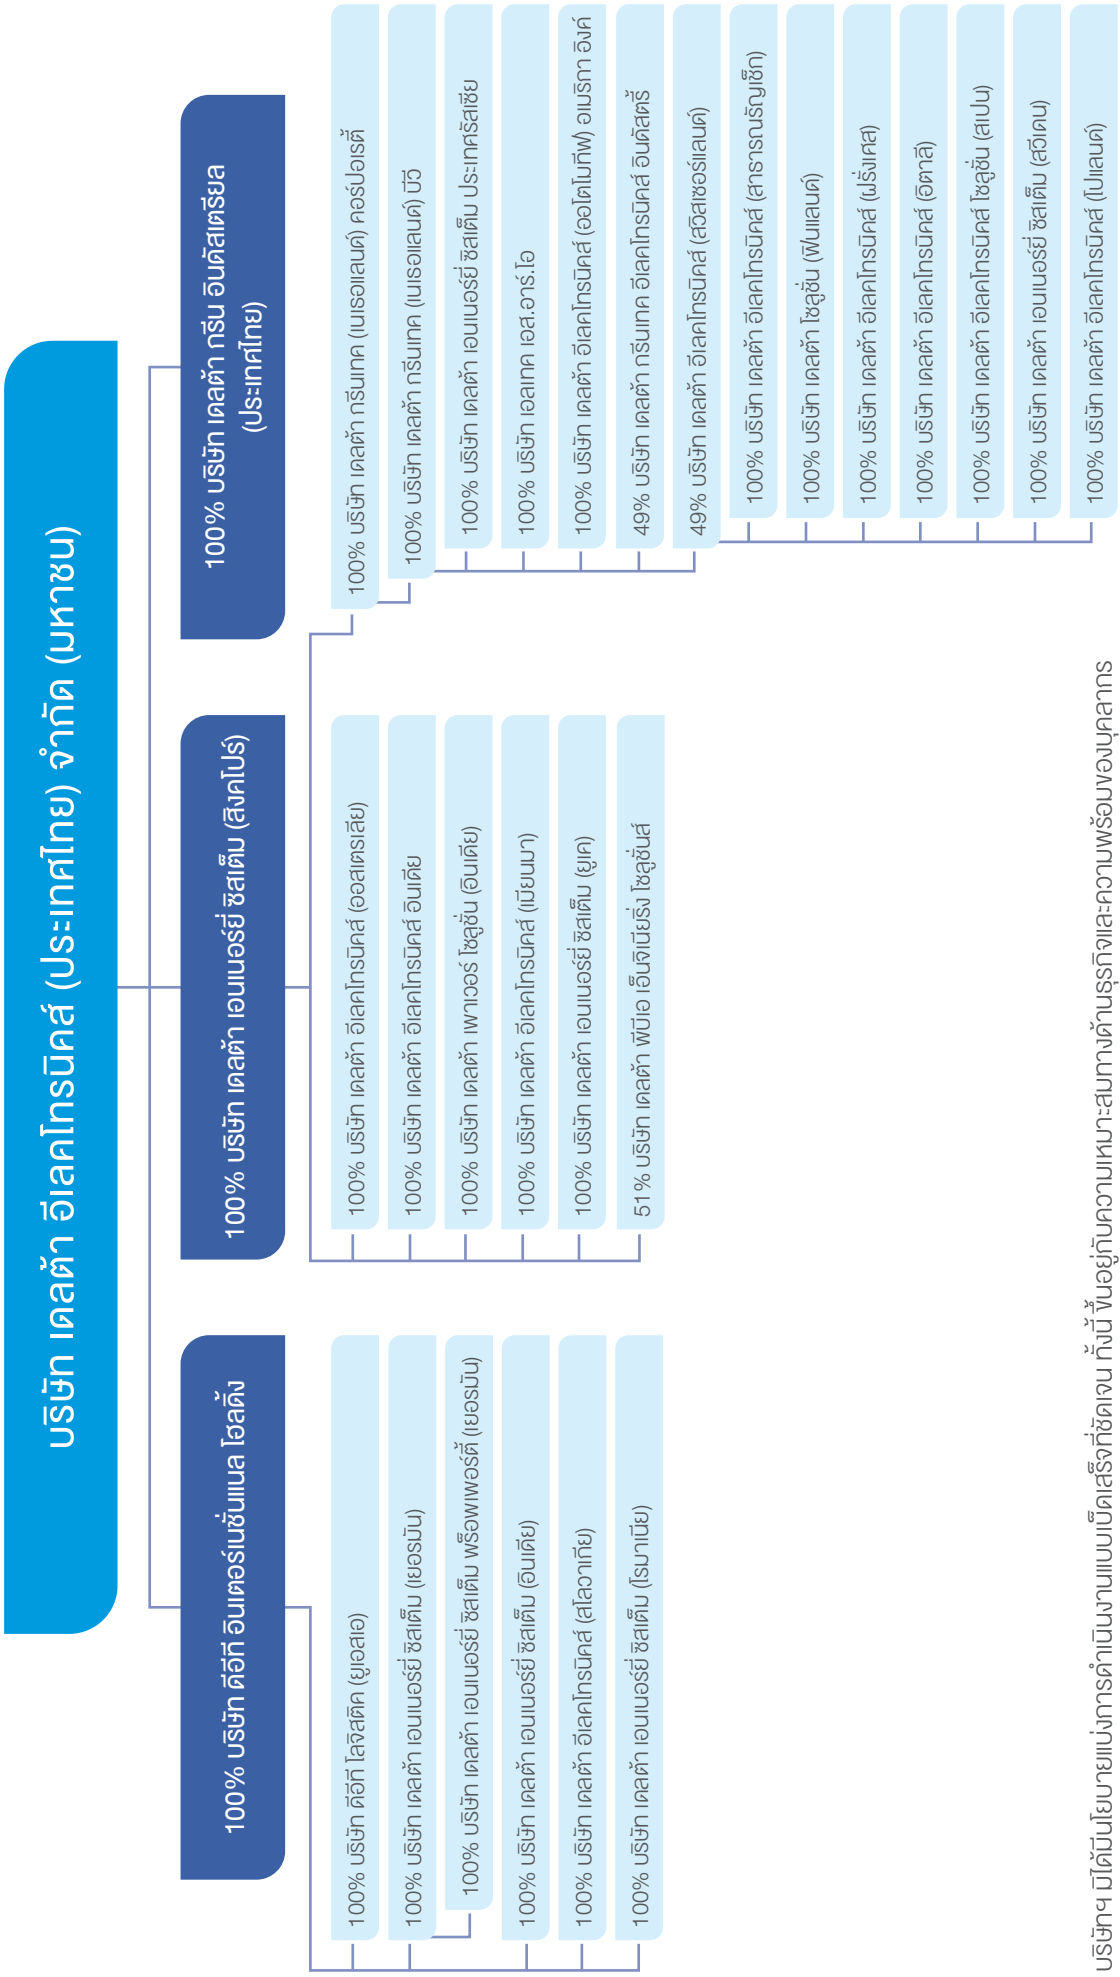 บริษัท เดลต้า อีเลคโทรนิคส์ (ประเทศไทย) จำกัด (มหาชน)
100% บริษัท ดีอีที อินเตอร์เนชั่นแนล โฮลดิ้ง
100% บริษัท ดีอีที โลจิสติค (ยูเอสเอ)
100% บริษัท เดลต้า เอนเนอร์ยี่ ซิสเต็ม (เยอรมัน)
100% บริษัท เดลต้า เอนเนอร์ยี่ ซิสเต็ม พร็อพเพอร์ตี้ (เยอรมัน)
100% บริษัท เดลต้า เอนเนอร์ยี่ ซิสเต็ม (อินเดีย)
100% บริษัท เดลต้า อีเลคโทรนิคส์ (สโลวาเกีย)
100% บริษัท เดลต้า เอนเนอร์ยี่ ซิสเต็ม (โรมาเนีย)
100% บริษัท เดลต้า เอนเนอร์ยี่ ซิสเต็ม (สิงคโปร์)
100% บริษัท เดลต้า อีเลคโทรนิคส์ (ออสเตรเลีย)
100% บริษัท เดลต้า อีเลคโทรนิคส์ อินเดีย
100% บริษัท เดลต้า เพาเวอร์ โซลูชั่น (อินเดีย)
100% บริษัท เดลต้า อีเลคโทรนิคส์ (เมียนมา)
100% บริษัท เดลต้า เอนเนอร์ยี่ ซิสเต็ม (ยูเค)
51% บริษัท เดลต้า พีบีเอ เอ็นจิเนียริ่ง โซลูชั่นส์
100% บริษัท เดลต้า กรีน อินดัสเตรียล
(ประเทศไทย)
100% บริษัท เดลต้า กรีนเทค (เนเธอแลนด์) คอร์ปอเรตี้
100% บริษัท เดลต้า กรีนเทค (เนเธอแลนด์) บีวี
100% บริษัท เดลต้า เอนเนอร์ยี่ ซิสเต็ม ประเทศรัสเซีย
100% บริษัท เอลเทค เอส.อาร์.โอ
100% บริษัท เดลต้า อีเลคโทรนิคส์ (ออโตโมทีฟ) อเมริกา อิงค์
49% บริษัท เดลต้า กรีนเทค อีเลคโทรนิคส์ อินดัสตรี้
49% บริษัท เดลต้า อีเลคโทรนิคส์ (สวิสเซอร์แลนด์)
100% บริษัท เดลต้า อีเลคโทรนิคส์ (สาธารณรัฐเช็ก)
100% บริษัท เดลต้า โซลูชั่น (ฟินแลนด์)
100% บริษัท เดลต้า อีเลคโทรนิคส์ (ฝรั่งเศส)
100% บริษัท เดลต้า อีเลคโทรนิคส์ (อิตาลี)
100% บริษัท เดลต้า อีเลคโทรนิคส์ โซลูชั่น (สเปน)
100% บริษัท เดลต้า เอนเนอร์ยี่ ซิสเต็ม (สวีเดน)
100% บริษัท เดลต้า อีเลคโทรนิคส์ (โปแลนด์)
บริษัทฯ มิได้มีนโยบายแบ่งการดำเนินงานแบบเบ็ดเสร็จที่ชัดเจน ทั้งนี้ ขึ้นอยู่กับความเหมาะสมทางด้านธุรกิจและความพร้อมของบุคลากร